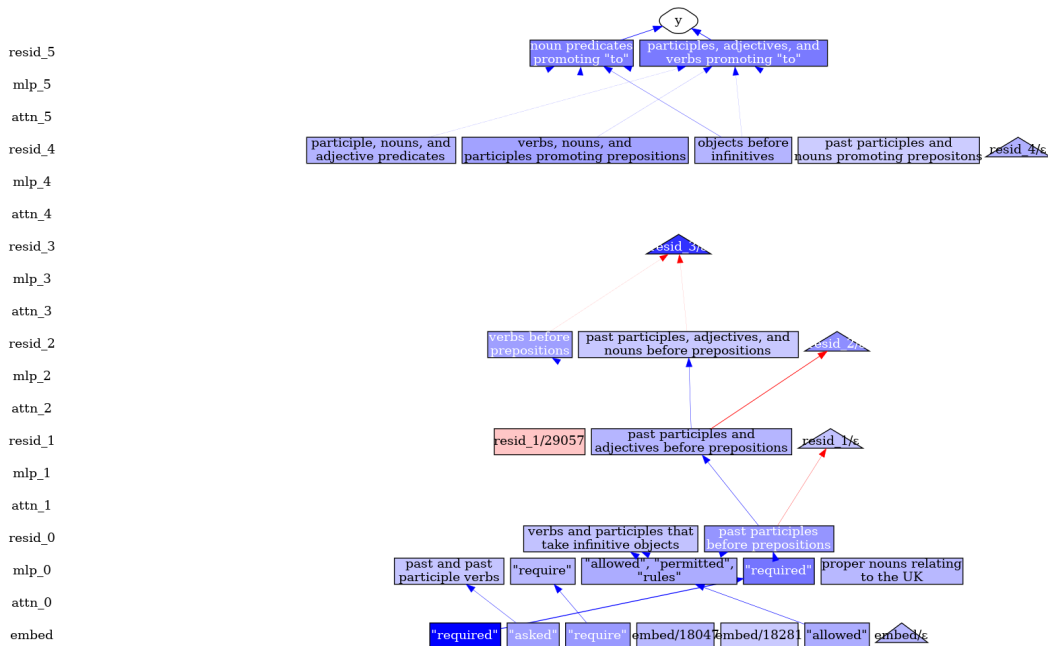 y
resid_5
noun predicates
promoting "to"
participles, adjectives, and
verbs promoting "to"
mlp_5
attn_5
resid_4
participle, nouns, and
adjective predicates
verbs, nouns, and
participles promoting prepositions
objects before
infinitives
past participles and
nouns promoting prepositons
resid_4/ε
mlp_4
attn_4
resid_3
resid_3/ε
mlp_3
attn_3
resid_2
verbs before
prepositions
past participles, adjectives, and
nouns before prepositions
resid_2/ε
mlp_2
attn_2
resid_1
resid_1/29057
past participles and
adjectives before prepositions
resid_1/ε
mlp_1
attn_1
resid_0
verbs and participles that
take infinitive objects
past participles
before prepositions
mlp_0
past and past
participle verbs
"require"
"allowed", "permitted",
"rules"
"required"
proper nouns relating
to the UK
attn_0
embed
"required"
"asked"
"require"
embed/18047
embed/18281
"allowed"
embed/ε